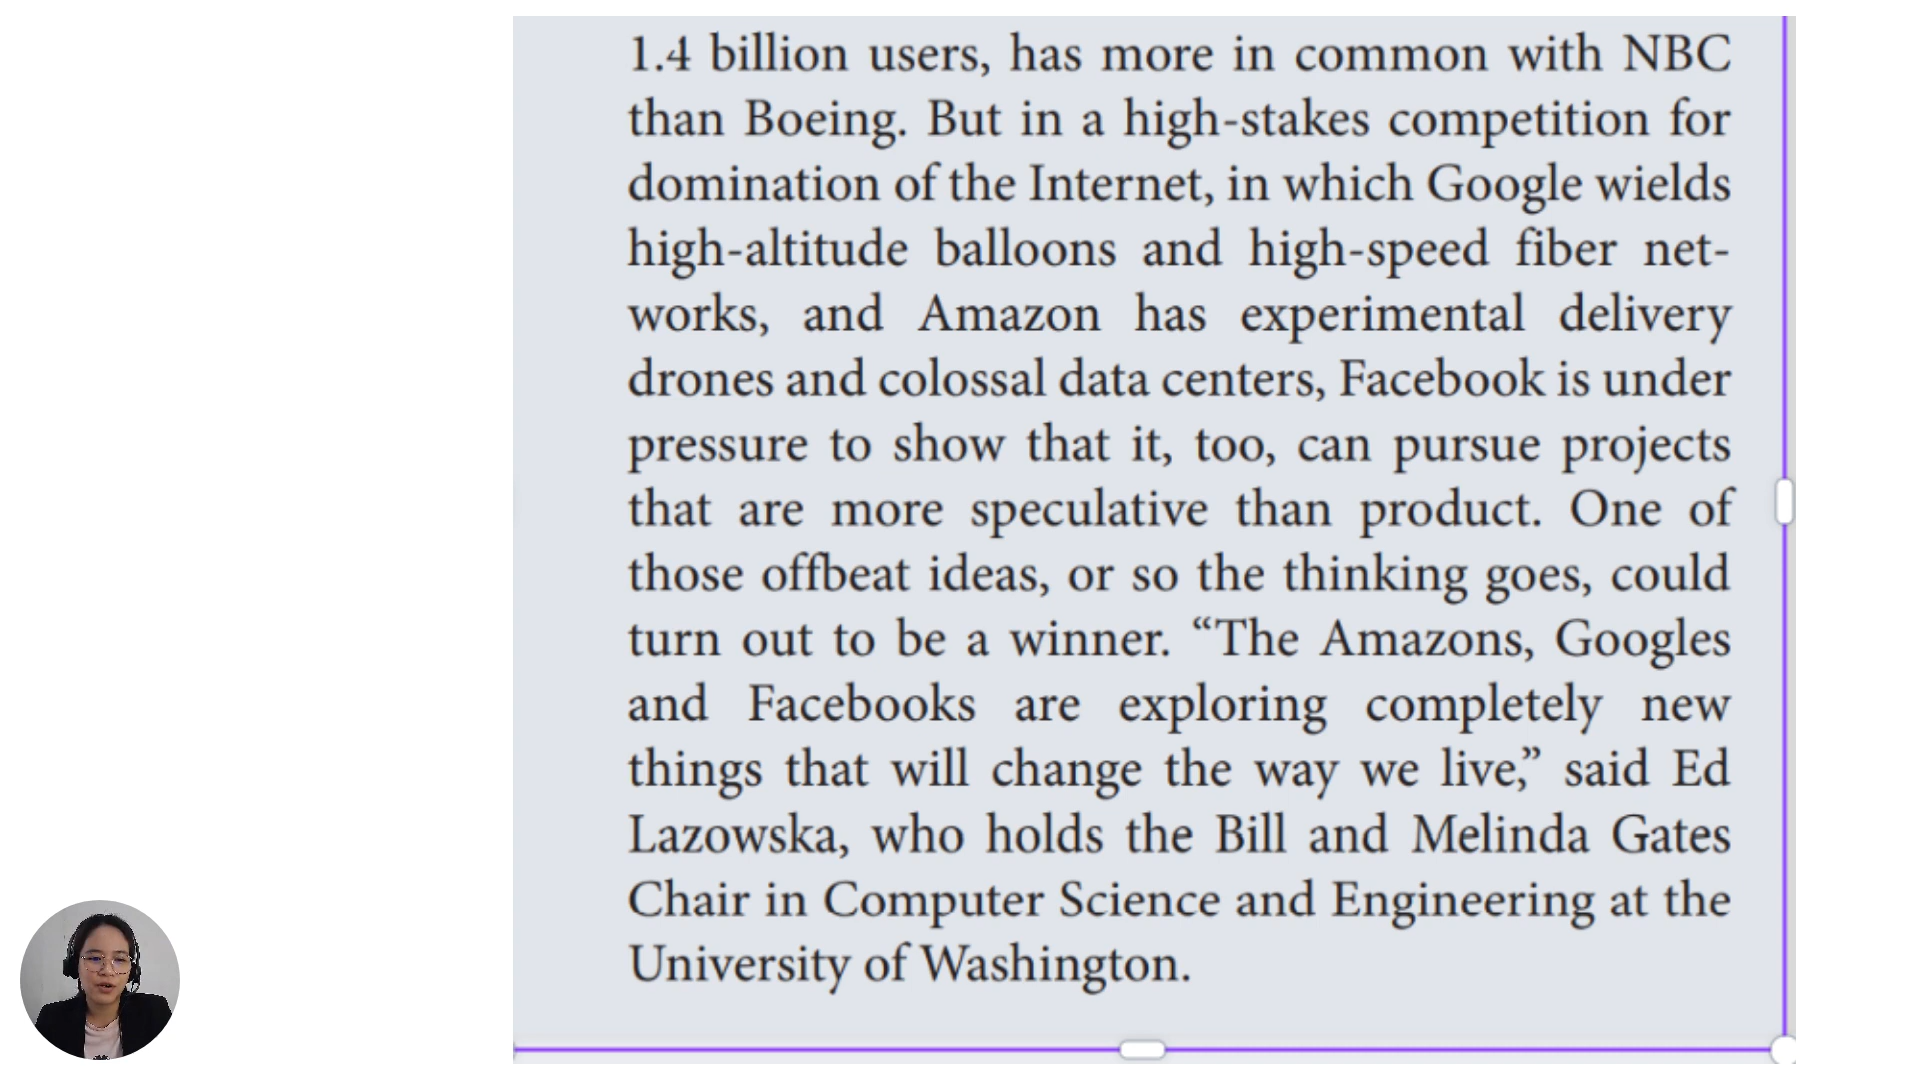 1.4 billion users, has more in common with NBC
than Boeing. But in a high-stakes competition for
domination of the Internet, in which Google wields
high-altitude balloons and high-speed fiber net-
works, and Amazon has experimental delivery
drones and colossal data centers, Facebook is under
pressure to show that it, too, can pursue projects
that are more speculative than product. One of
those offbeat ideas, or so the thinking goes, could
turn out to be a winner. “The Amazons, Googles
and Facebooks are exploring completely new
things that will change the way we live,” said Ed
Lazowska, who holds the Bill and Melinda Gates
Chair in Computer Science and Engineering at the
University of Washington.